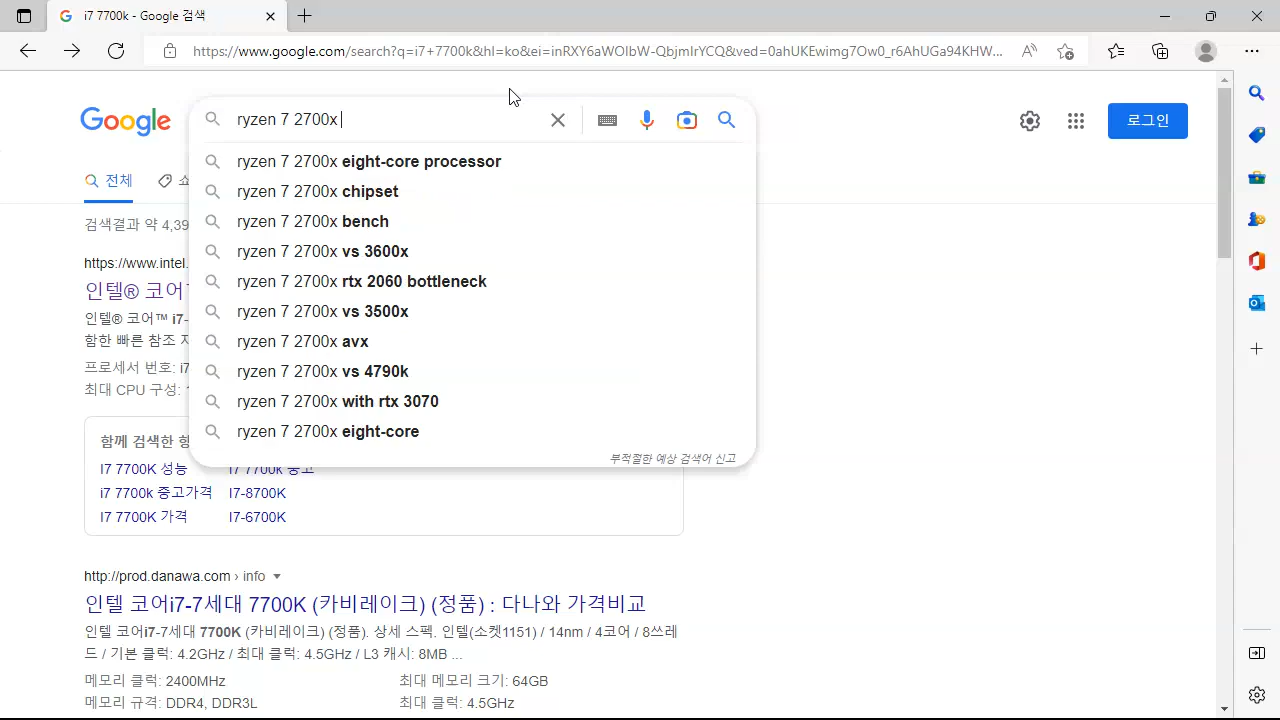 i7 7700k - Google 검색
https://www.google.com/search?q=i7+7700k&hl=ko&ei=inRXY6aWOIbW-QbjmIrYCQ&ved=0ahUKEwimg7Ow0_r6AhUGa94KHW...
Google
ryzen 7 2700x
로그인
ryzen 7 2700x eight-core processor
ryzen 7 2700x chipset
ryzen 7 2700x bench
ryzen 7 2700x vs 3600x
ryzen 7 2700x rtx 2060 bottleneck
ryzen 7 2700x vs 3500x
ryzen 7 2700x avx
ryzen 7 2700x vs 4790k
ryzen 7 2700x with rtx 3070
ryzen 7 2700x eight-core
부적절한 예상 검색어 신고
전체
쇼
검색결과 약 4,39
https://www.intel.
인텔® 코어
인텔® 코어™ i7-
함한 빠른 참조 
프로세서 번호: i7
최대 CPU 구성:
함께 검색한 항
I7 7700K 성능
i7 7700k 중고
i7 7700k 중고가격
I7-8700K
I7 7700K 가격
I7-6700K
http://prod.danawa.com › info
인텔 코어i7-7세대 7700K (카비레이크) (정품) : 다나와 가격비교
인텔 코어i7-7세대 7700K (카비레이크) (정품). 상세 스펙. 인텔(소켓1151) / 14nm / 4코어 / 8쓰레
드 / 기본 클럭: 4.2GHz / 최대 클럭: 4.5GHz / L3 캐시: 8MB ...
메모리 클럭: 2400MHz
최대 메모리 크기: 64GB
메모리 규격: DDR4, DDR3L
최대 클럭: 4.5GHz